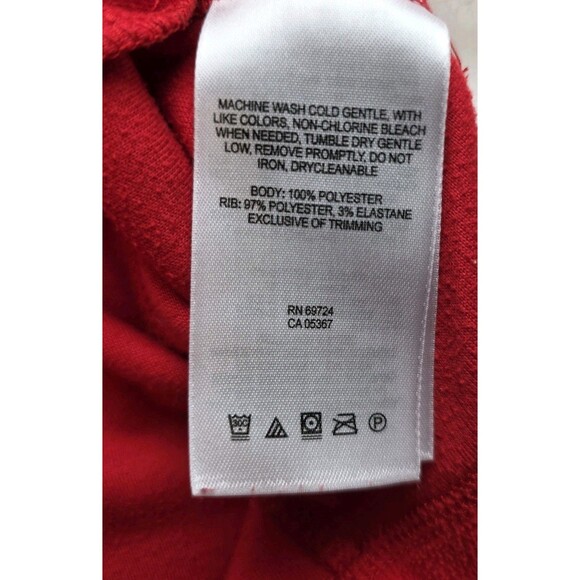 MACHINE WASH COLD GENTLE, WITH
LIKE COLORS, NON-CHLORINE BLEACH
WHEN NEEDED, TUMBLE DRY GENTLE
LOW, REMOVE PROMPTLY, DO NOT
IRON, DRYCLEANABLE
BODY: 100% POLYESTER
RIB: 97% POLYESTER, 3% ELASTANE
EXCLUSIVE OF TRIMMING
RN 69724
CA 05367
30C P